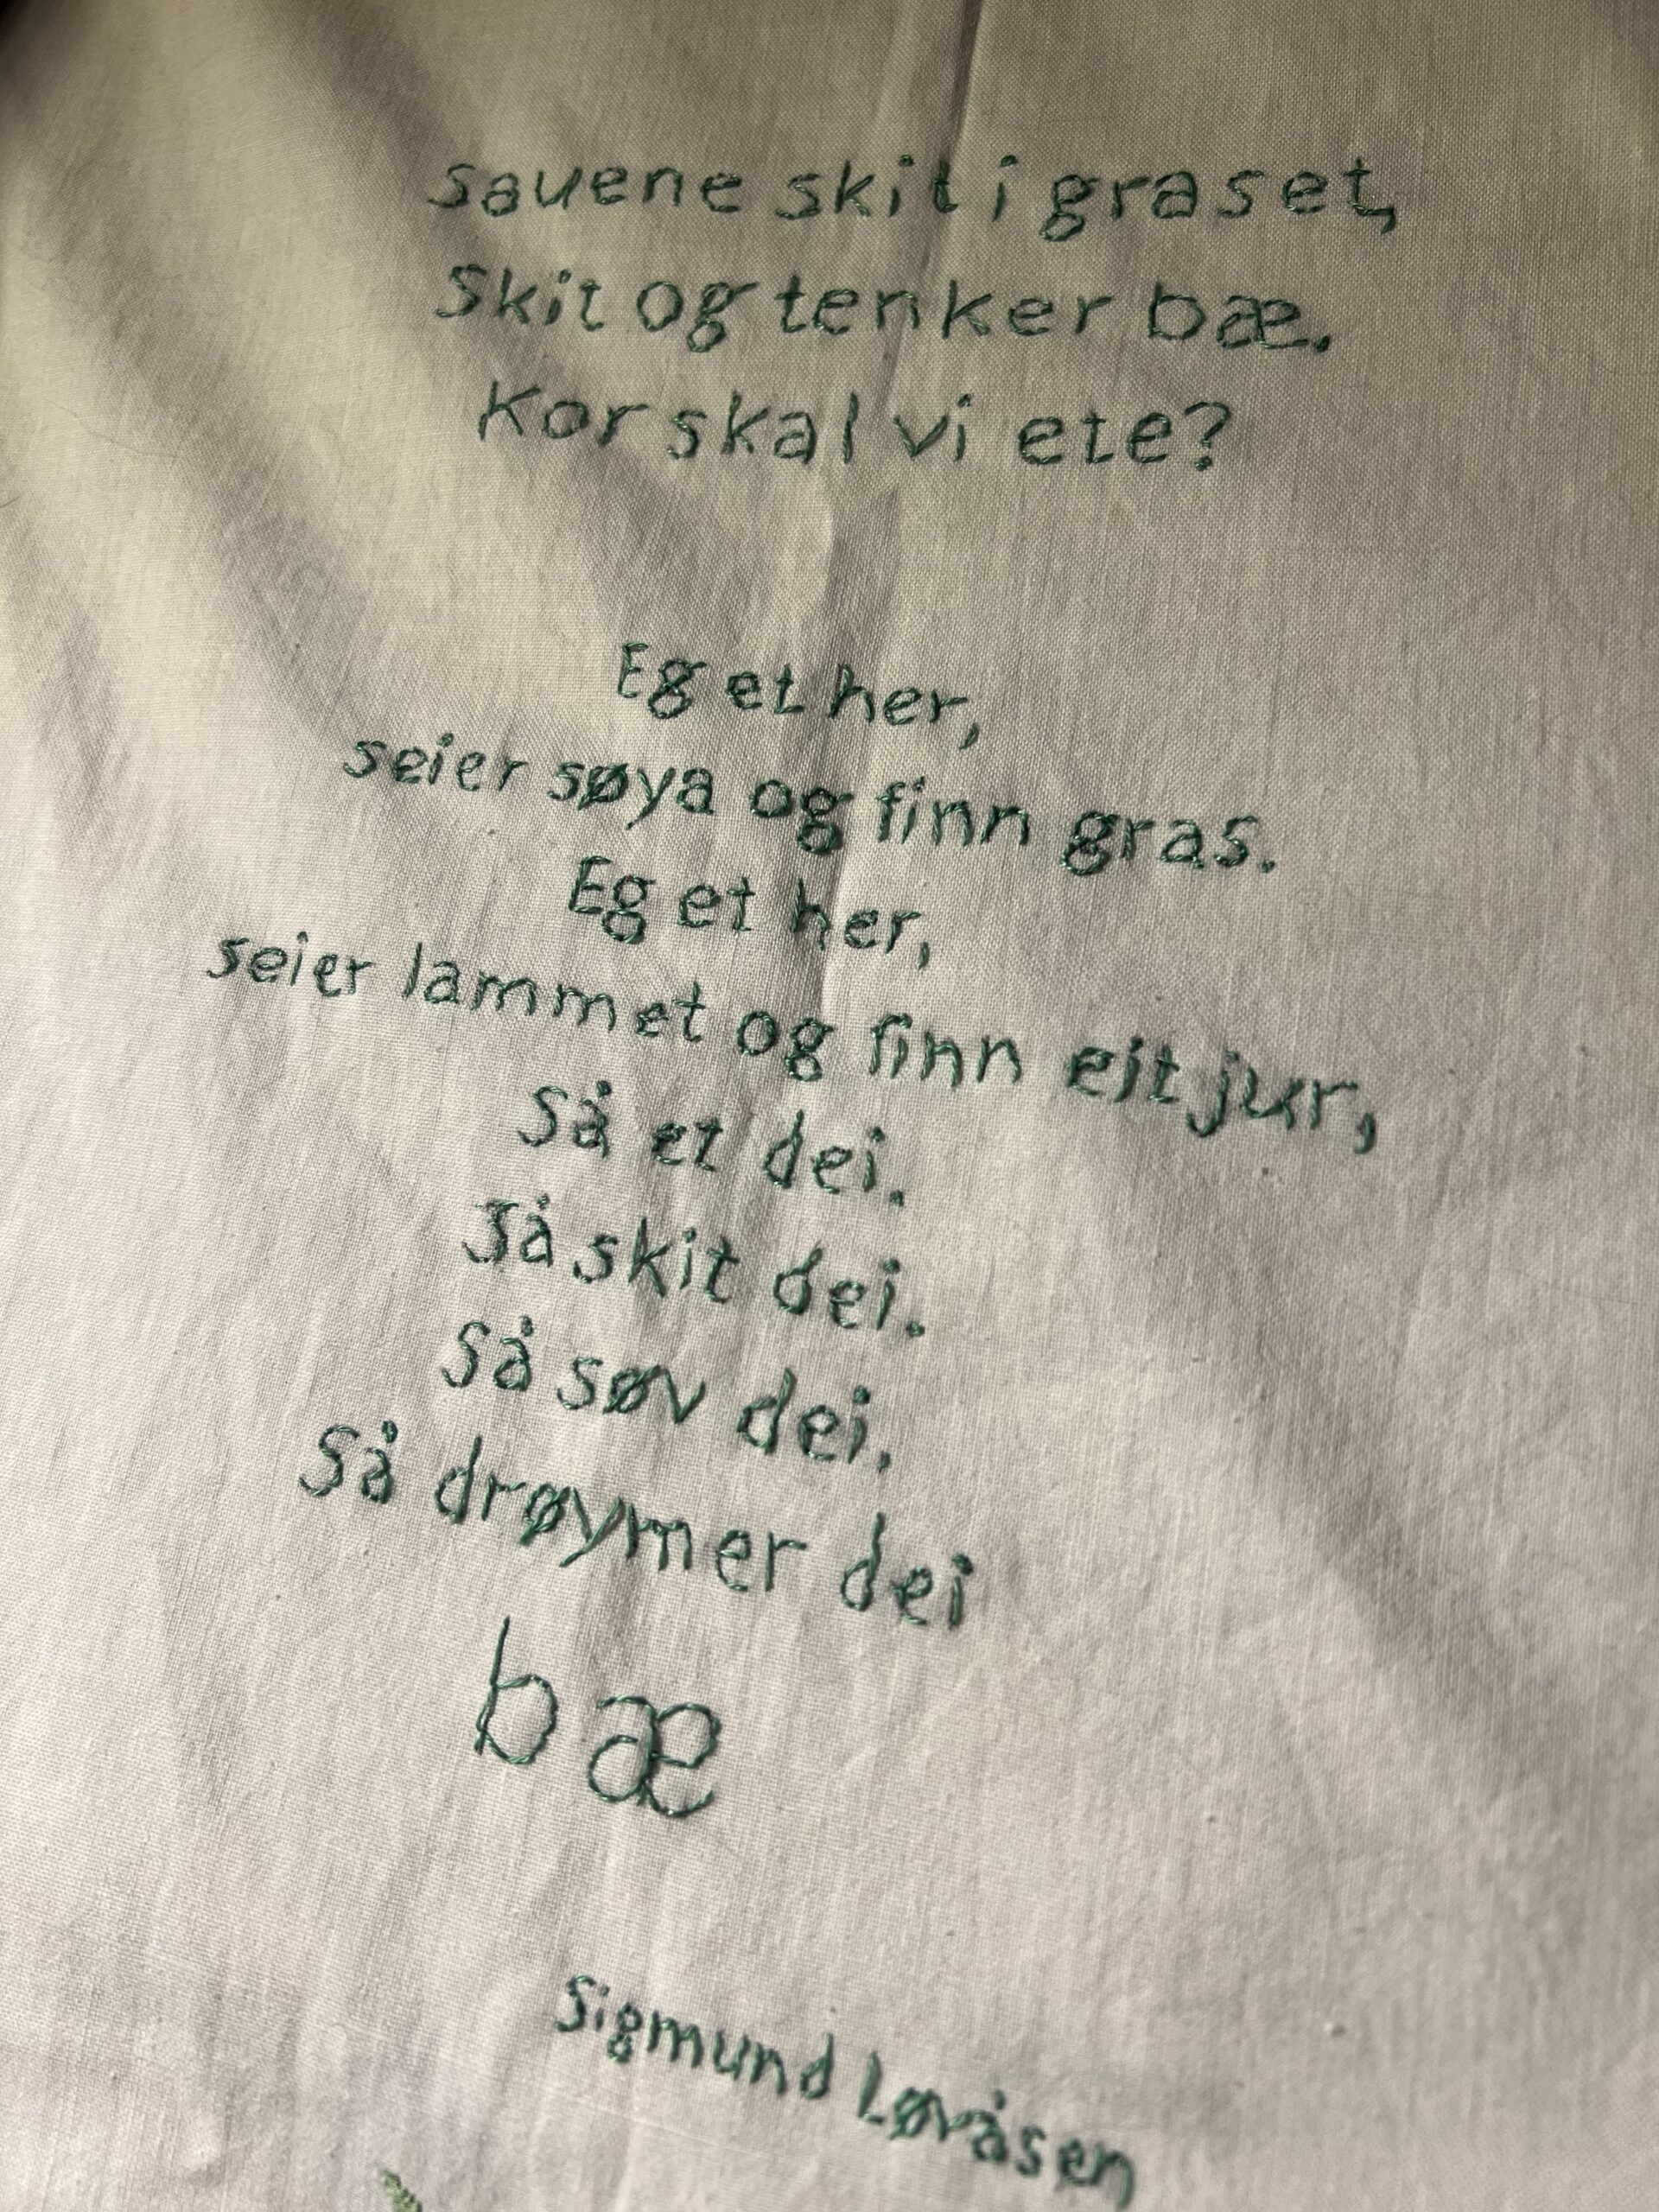 sauene skit i graset,
Skit og tenker bæ.
Kor skal vi ete?
Eg et her,
seier søya og finn gras.
Eg et her,
seier lammet og finn eit jur,
Så et dei.
Så skit dei.
Så søv dei.
Så drøymer dei
bæ
Sigmund Løvåsen